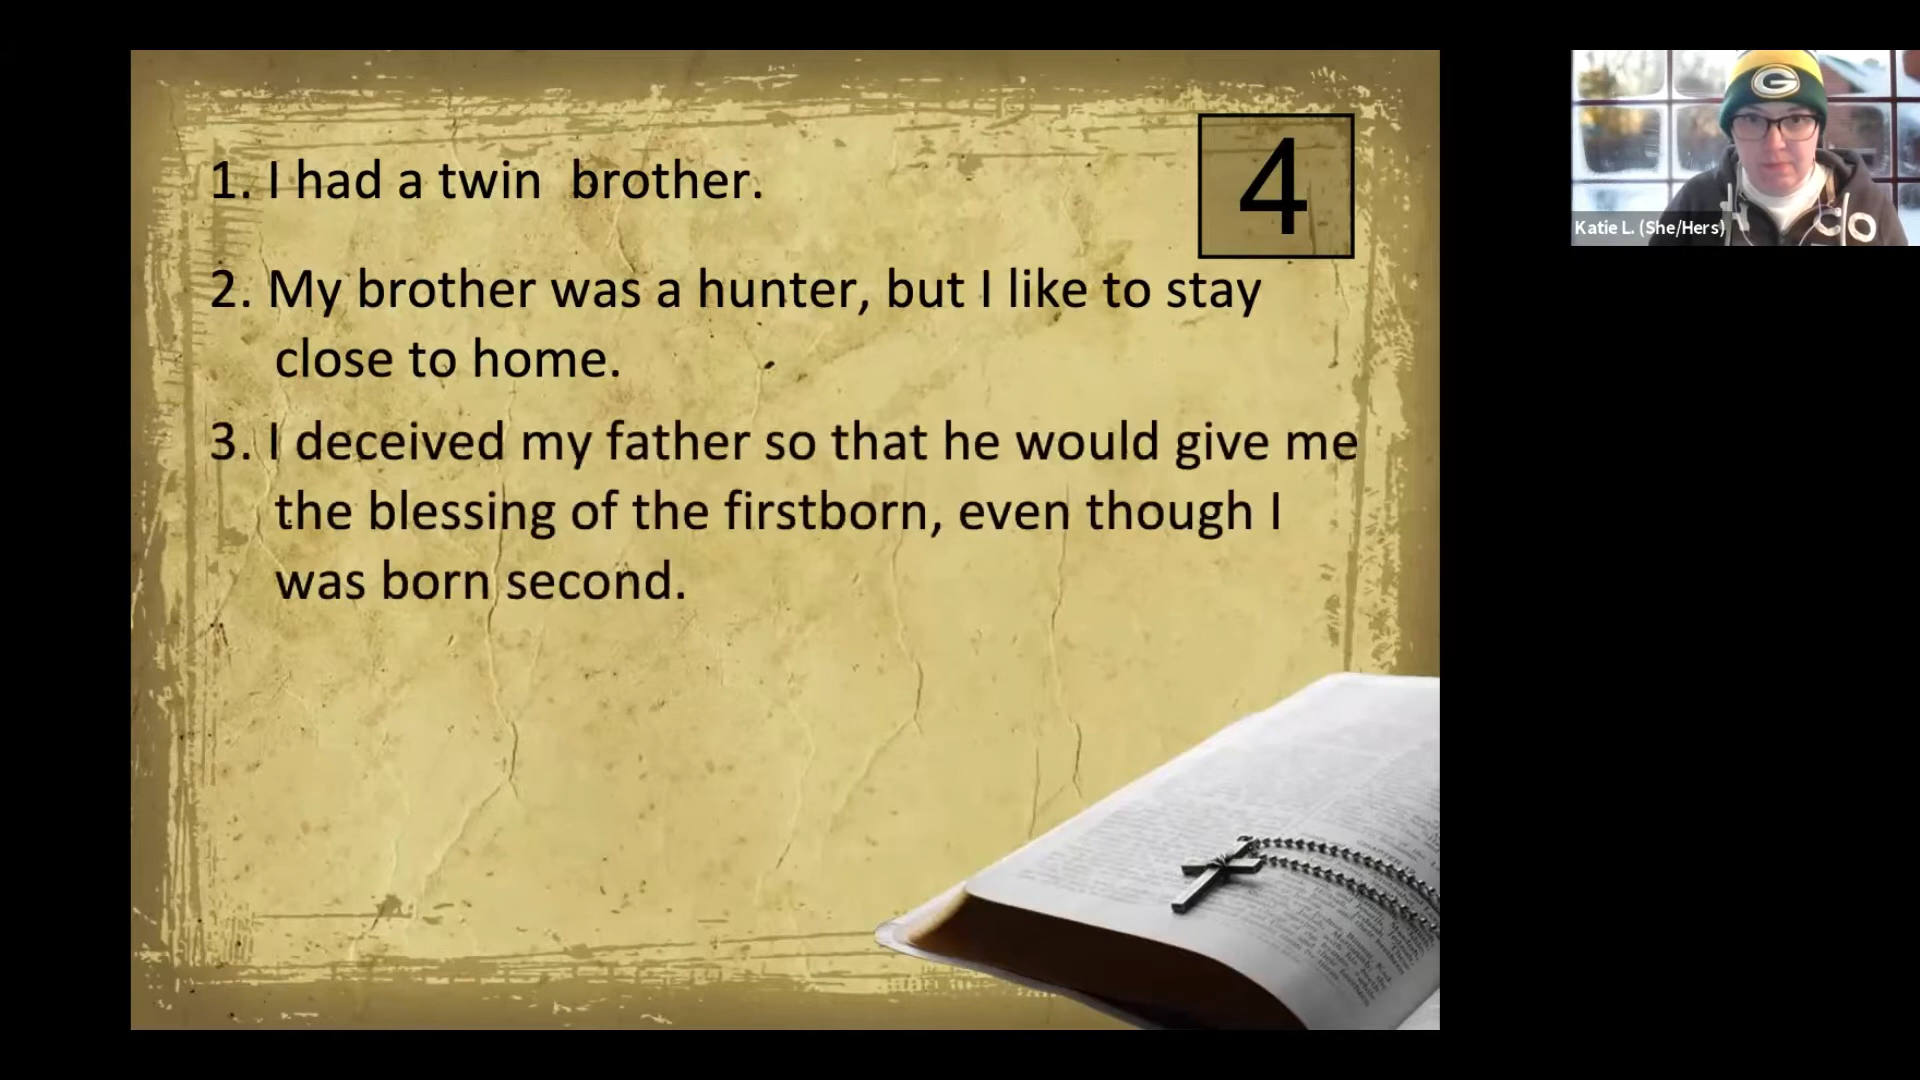 1. I had a twin  brother.
4
2. My brother was a hunter, but I like to stay
close to home.
3. I deceived my father so that he would give me
the blessing of the firstborn, even though I
was born second.
G
Katie L. (She/Hers)